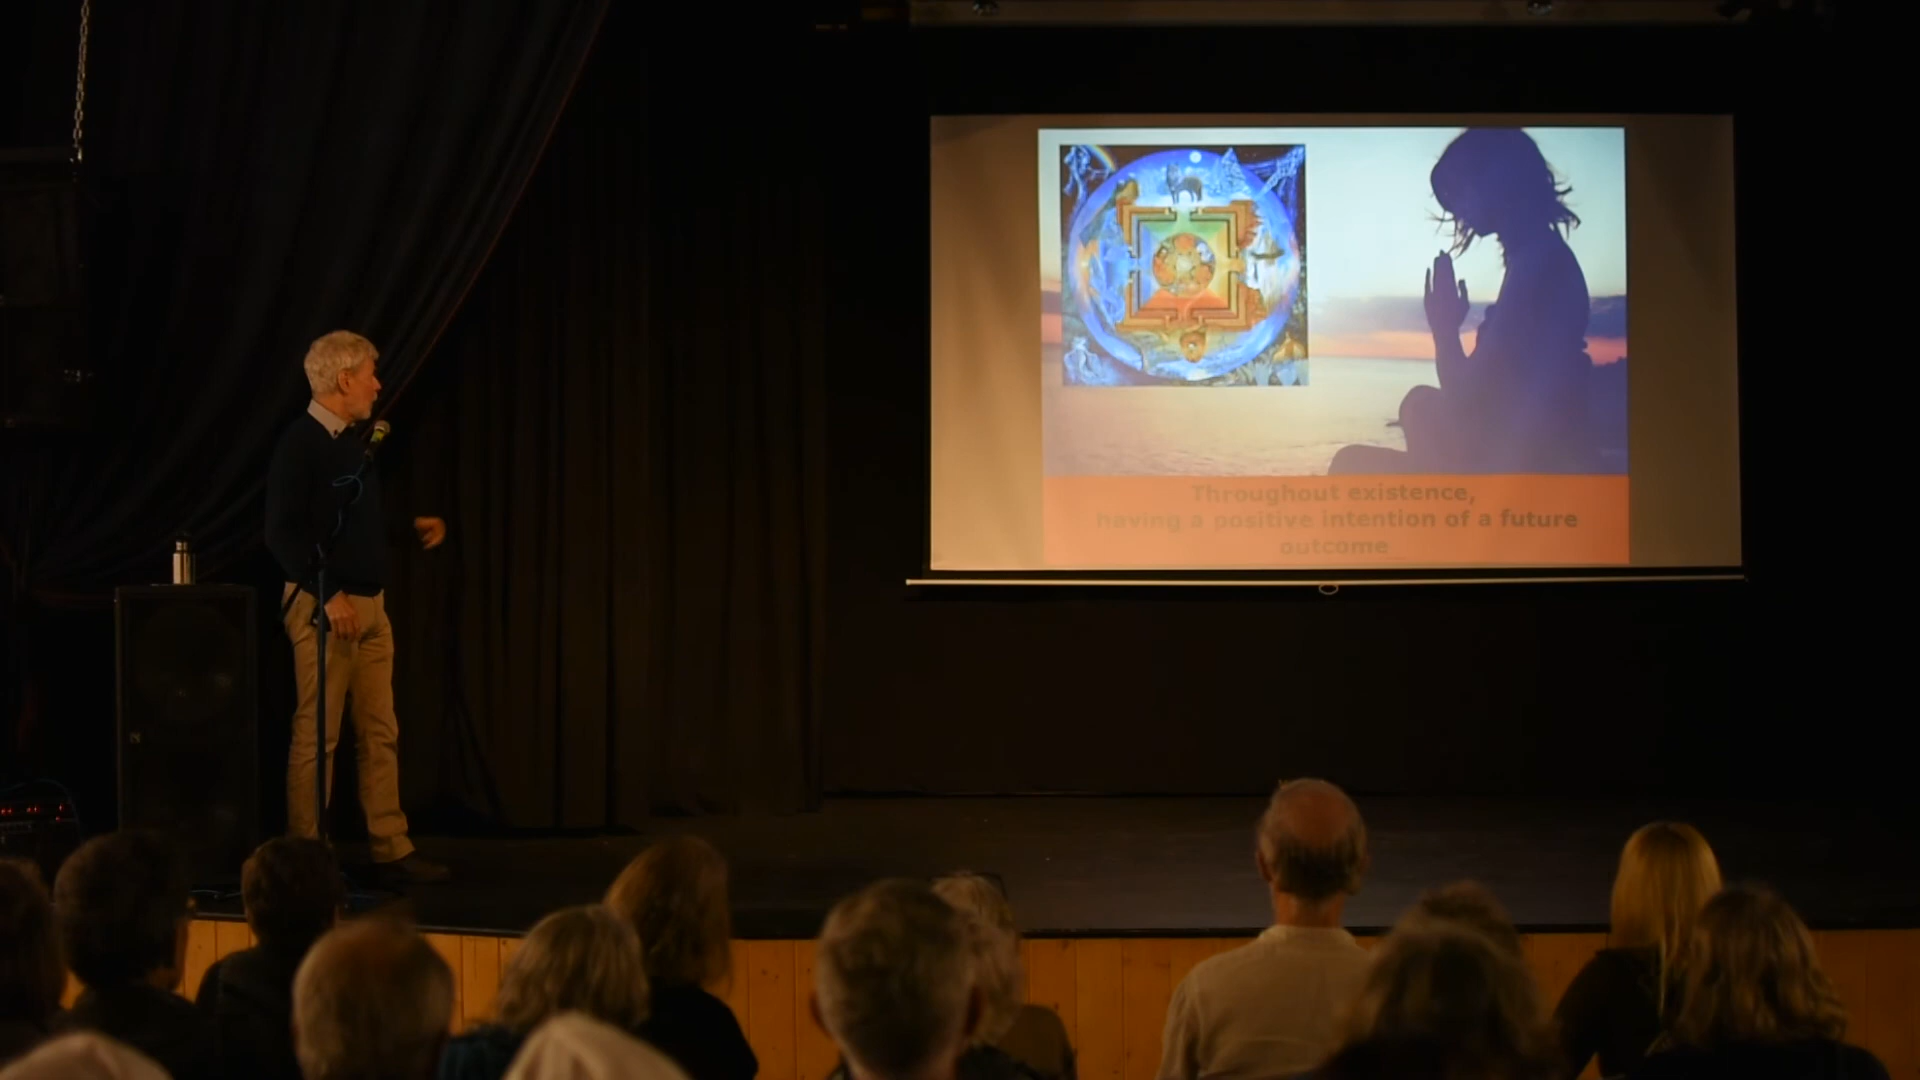 Throughout existence,
having a positive intention of a future
outcome